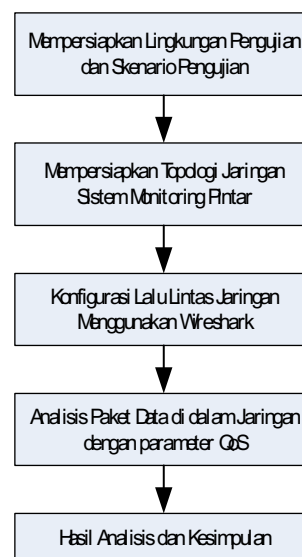 Mempersiapkan Lingkungan Pengujian
dan Skenario Pengujian
Mempersiapkan Topologi Jaringan
Sistem Monitoring Pintar
Konfigurasi Lalu Lintas Jaringan
Menggunakan Wireshark
Analisis Paket Data di dalam Jaringan
dengan parameter QoS
Hasil Analisis dan Kesimpulan